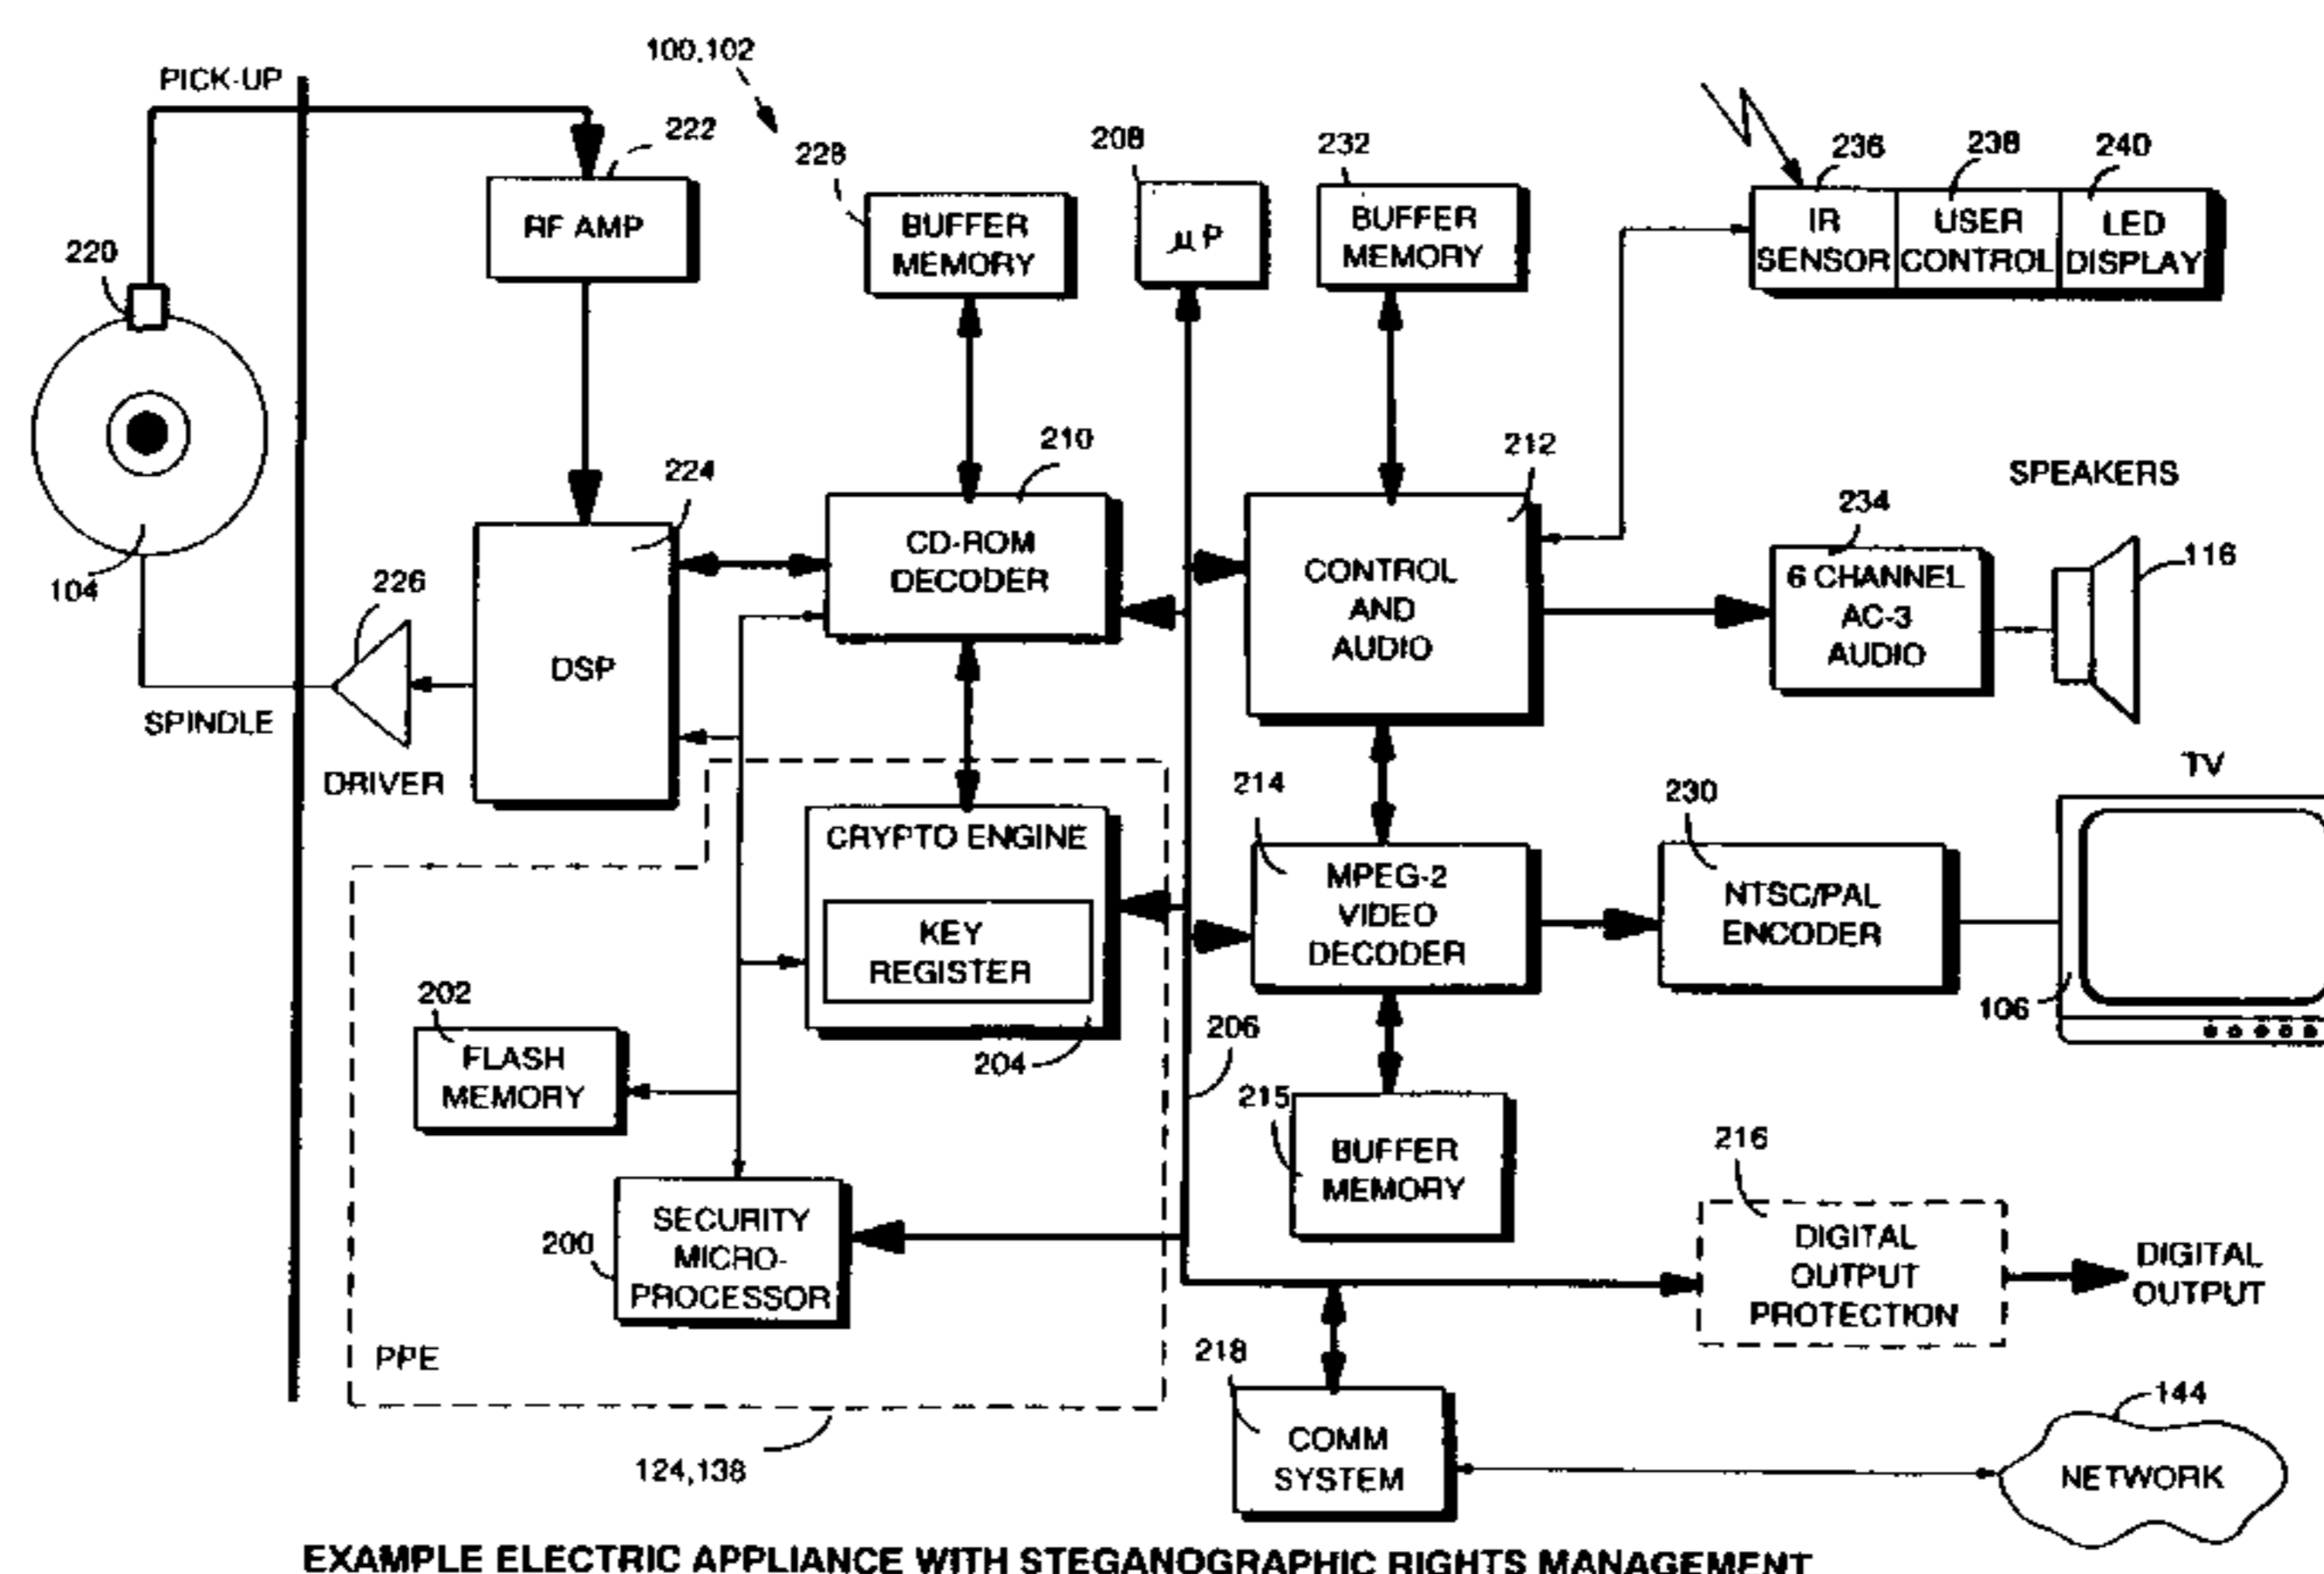 100,102
PICK-UP
222
228
208
232
236
238
240
RF AMP
BUFFER
MEMORY
μP
BUFFER
MEMORY
IR
SENSOR
USER
CONTROL
LED
DISPLAY
220
224
210
212
SPEAKERS
234
116
104
226
DSP
CD-ROM
DECODER
CONTROL
AND
AUDIO
6 CHANNEL
AC-3
AUDIO
SPINDLE
DRIVER
214
230
TV
CRYPTO ENGINE
KEY
REGISTER
MPEG-2
VIDEO
DECODER
NTSC/PAL
ENCODER
106
202
FLASH
MEMORY
204
206
215
BUFFER
MEMORY
216
200
SECURITY
MICRO-
PROCESSOR
DIGITAL
OUTPUT
PROTECTION
DIGITAL
OUTPUT
PPE
218
144
124,138
COMM
SYSTEM
NETWORK
EXAMPLE ELECTRIC APPLIANCE WITH STEGANOGRAPHIC RIGHTS MANAGEMENT